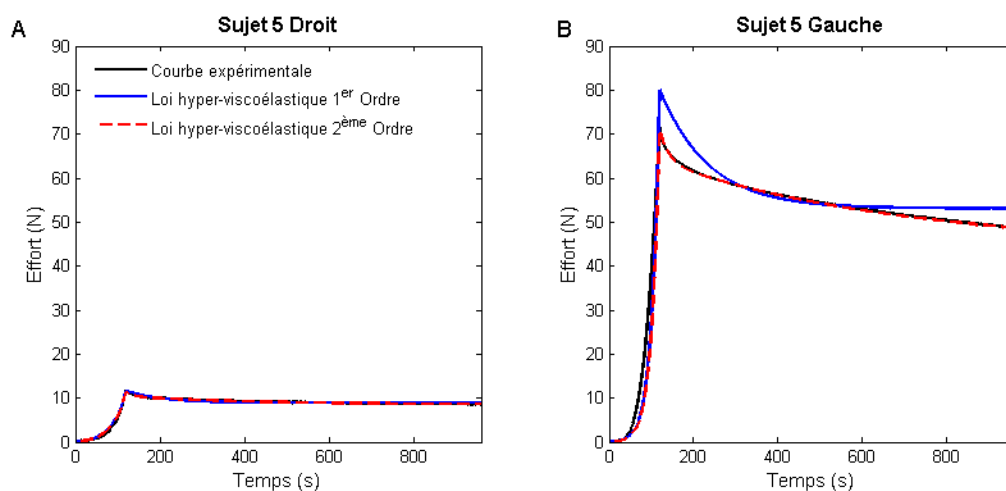 A
Sujet 5 Droit
90
80
70
60
50
40
30
20
10
0
Effort (N)
Courbe expérimentale
Loi hyper-viscoélastique 1er Ordre
Loi hyper-viscoélastique 2ème Ordre
0 200 400 600 800
Temps (s)
B
Sujet 5 Gauche
90
80
70
60
50
40
30
20
10
0
Effort (N)
0 200 400 600 800
Temps (s)